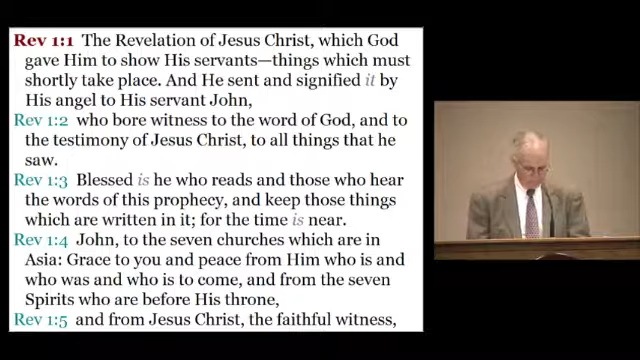 Rev 1:1 The Revelation of Jesus Christ, which God
gave Him to show His servants—things which must
shortly take place. And He sent and signified it by
His angel to His servant John,
Rev 1:2 who bore witness to the word of God, and to
the testimony of Jesus Christ, to all things that he
saw.
Rev 1:3 Blessed is he who reads and those who hear
the words of this prophecy, and keep those things
which are written in it; for the time is near.
Rev 1:4 John, to the seven churches which are in
Asia: Grace to you and peace from Him who is and
who was and who is to come, and from the seven
Spirits who are before His throne,
Rev 1:5 and from Jesus Christ, the faithful witness,